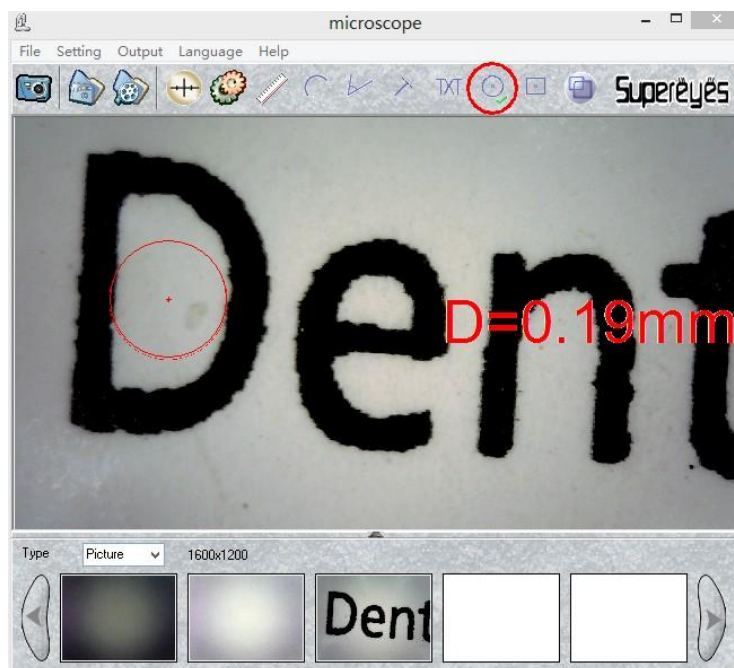 microscope
File Setting Output Language Help
TXT Supereyes
Dent
D=0.19mm
Type Picture 1600x1200
Dent